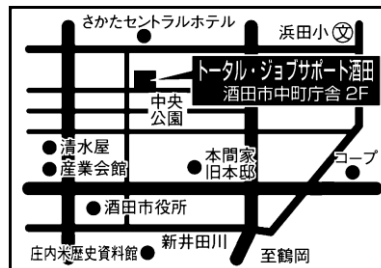 さかたセントラルホテル
浜田小 文
トータル・ジョブサポート酒田
酒田市中町庁舎 2F
中央
公園
清水屋
産業会館
本間家
旧本邸
コープ
酒田市役所
新井田川
庄内米歴史資料館
至鶴岡